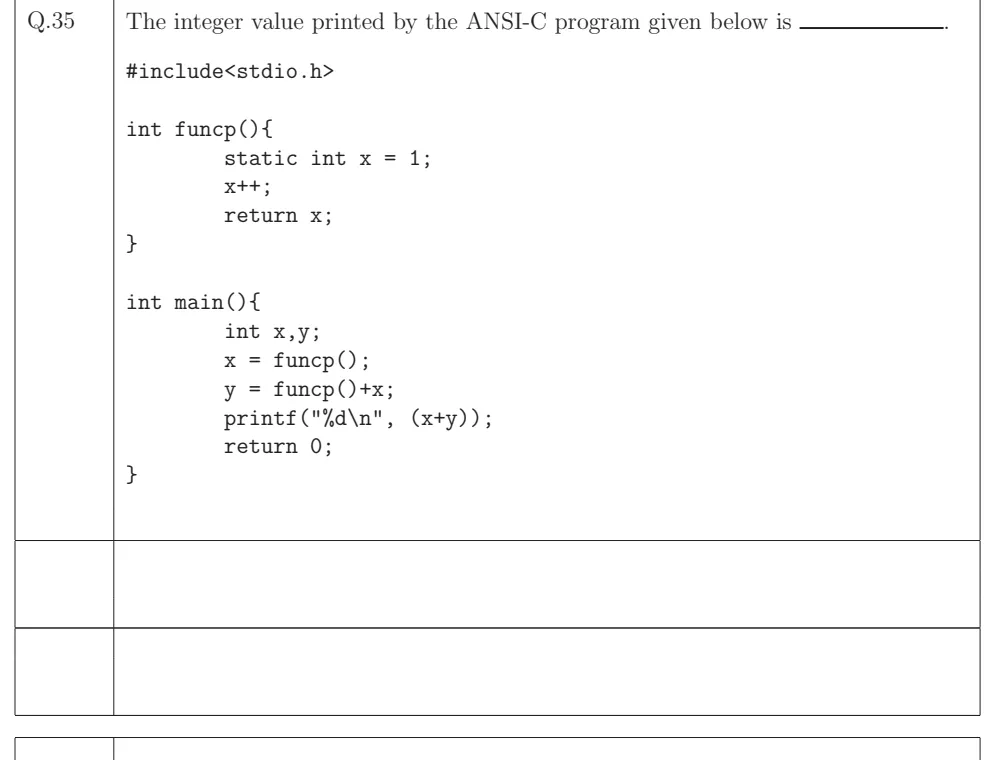 Q.35 The integer value printed by the ANSI-C program given below is ____________.
#include<stdio.h>
int funcp(){
static int x = 1;
x++;
return x;
}
int main(){
int x,y;
x = funcp();
y = funcp()+x;
printf("%d\n", (x+y));
return 0;
}